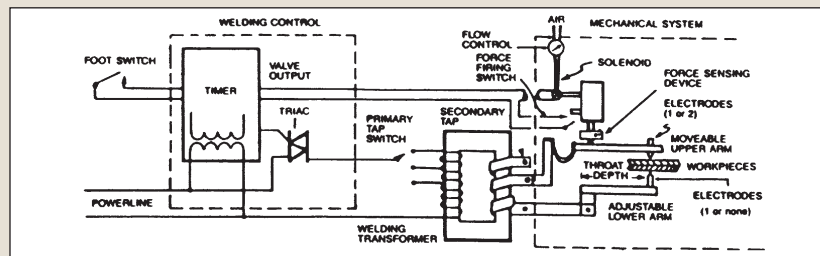 WELDING CONTROL
AIR
MECHANICAL SYSTEM
FLOW
CONTROL
FOOT SWITCH
VALVE
OUTPUT
FORCE
FIRING
SWITCH
SOLENOID
FORCE SENSING
DEVICE
TIMER
TRIAC
PRIMARY
TAP
SWITCH
SECONDARY
TAP
ELECTRODES
(1 or 2)
MOVEABLE
UPPER ARM
THROAT
DEPTH
WORKPIECES
POWERLINE
ELECTRODES
(1 or none)
ADJUSTABLE
LOWER ARM
WELDING
TRANSFORMER